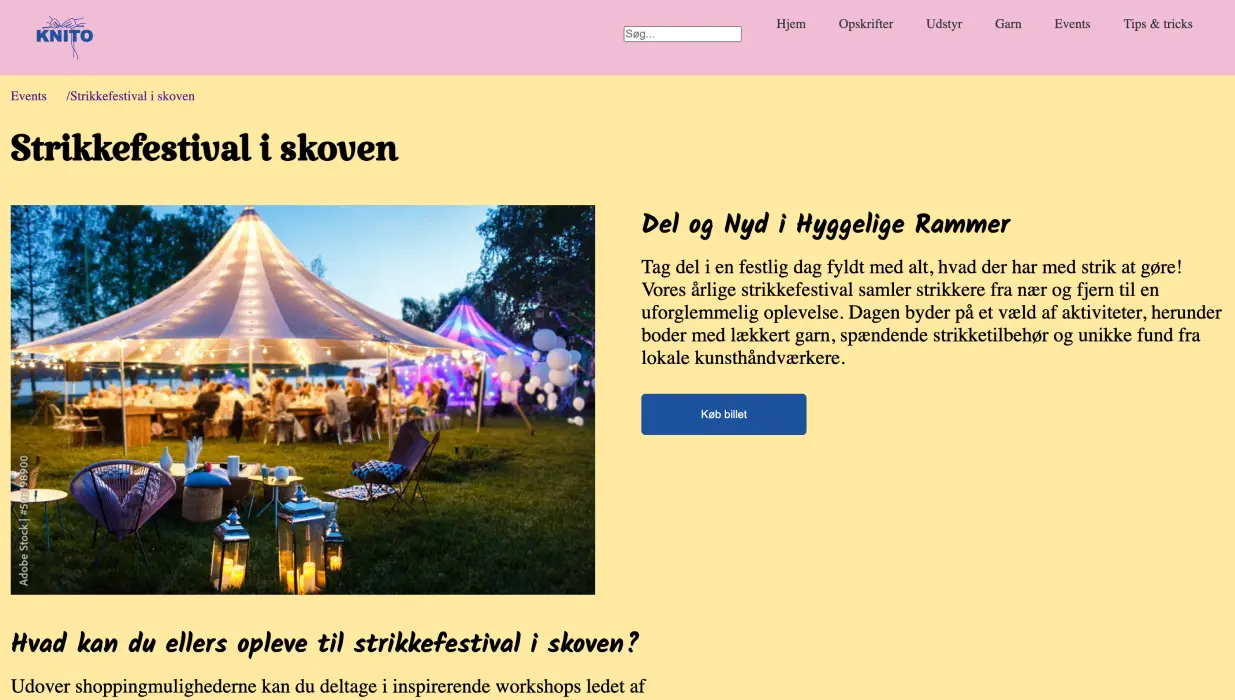 KNITO
Søg...
Hjem
Opskrifter
Udstyr
Garn
Events
Tips & tricks
Events /Strikkefestival i skoven
Strikkefestival i skoven
Del og Nyd i Hyggelige Rammer
Tag del i en festlig dag fyldt med alt, hvad der har med strik at gøre!
Vores årlige strikkefestival samler strikkere fra nær og fjern til en
uforglemmelig oplevelse. Dagen byder på et væld af aktiviteter, herunder
boder med lækkert garn, spændende strikketilbehør og unikke fund fra
lokale kunsthåndværkere.
Køb billet
Adobe Stock |
Hvad kan du ellers opleve til strikkefestival i skoven?
Udover shoppingmulighederne kan du deltage i inspirerende workshops ledet af